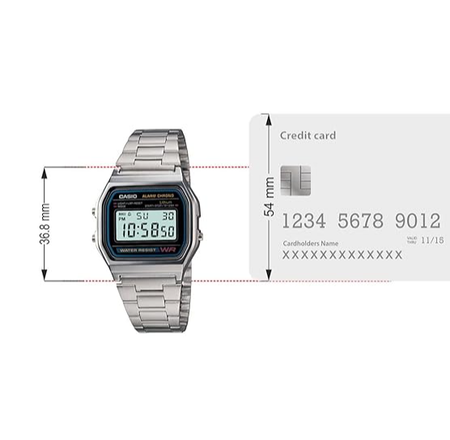 Credit card
36.8 mm
54 mm
CASIO ALARM CHRONO
SU 30
10:58 50
WATER RESIST WR
1234 5678 9012
Cardholders Name
VALID
THRU
11/15
XXXXXXXXXXXXX